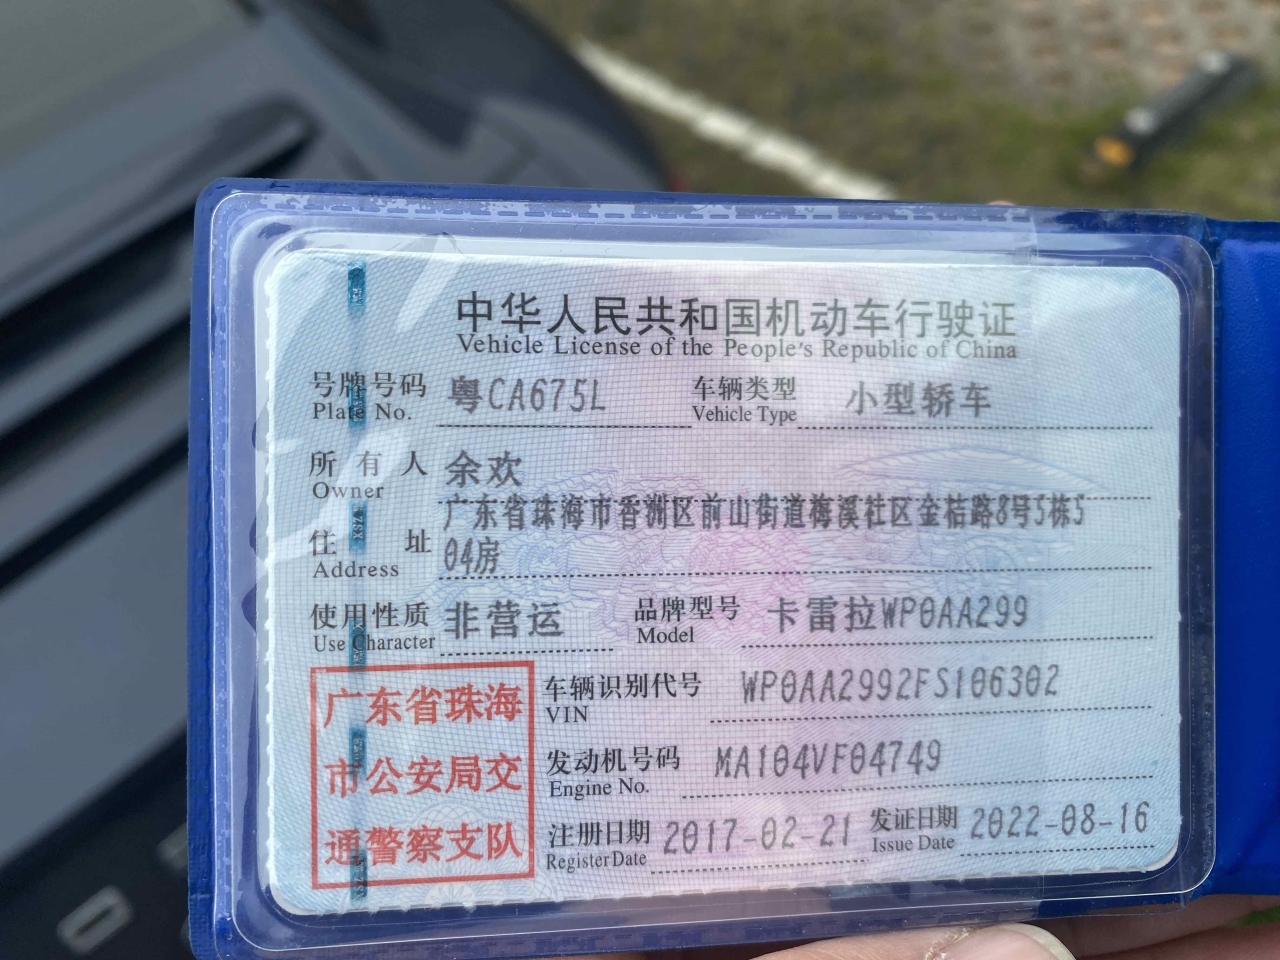 中华人民共和国机动车行驶证
Vehicle License of the People's Republic of China
号牌号码 粤CA675L 车辆类型 小型轿车
Plate No. Vehicle Type
所有人 余欢
Owner
广东省珠海市香洲区前山街道梅溪社区金桔路8号5栋5
住址 04房
Address
使用性质 非营运 品牌型号 卡雷拉WP0AA299
Use Character Model
车辆识别代号 WP0AA2992FS106302
VIN
发动机号码 MA104VF04749
Engine No.
注册日期 2017-02-21 发证日期 2022-08-16
Register Date Issue Date
广东省珠海
市公安局交
通警察支队